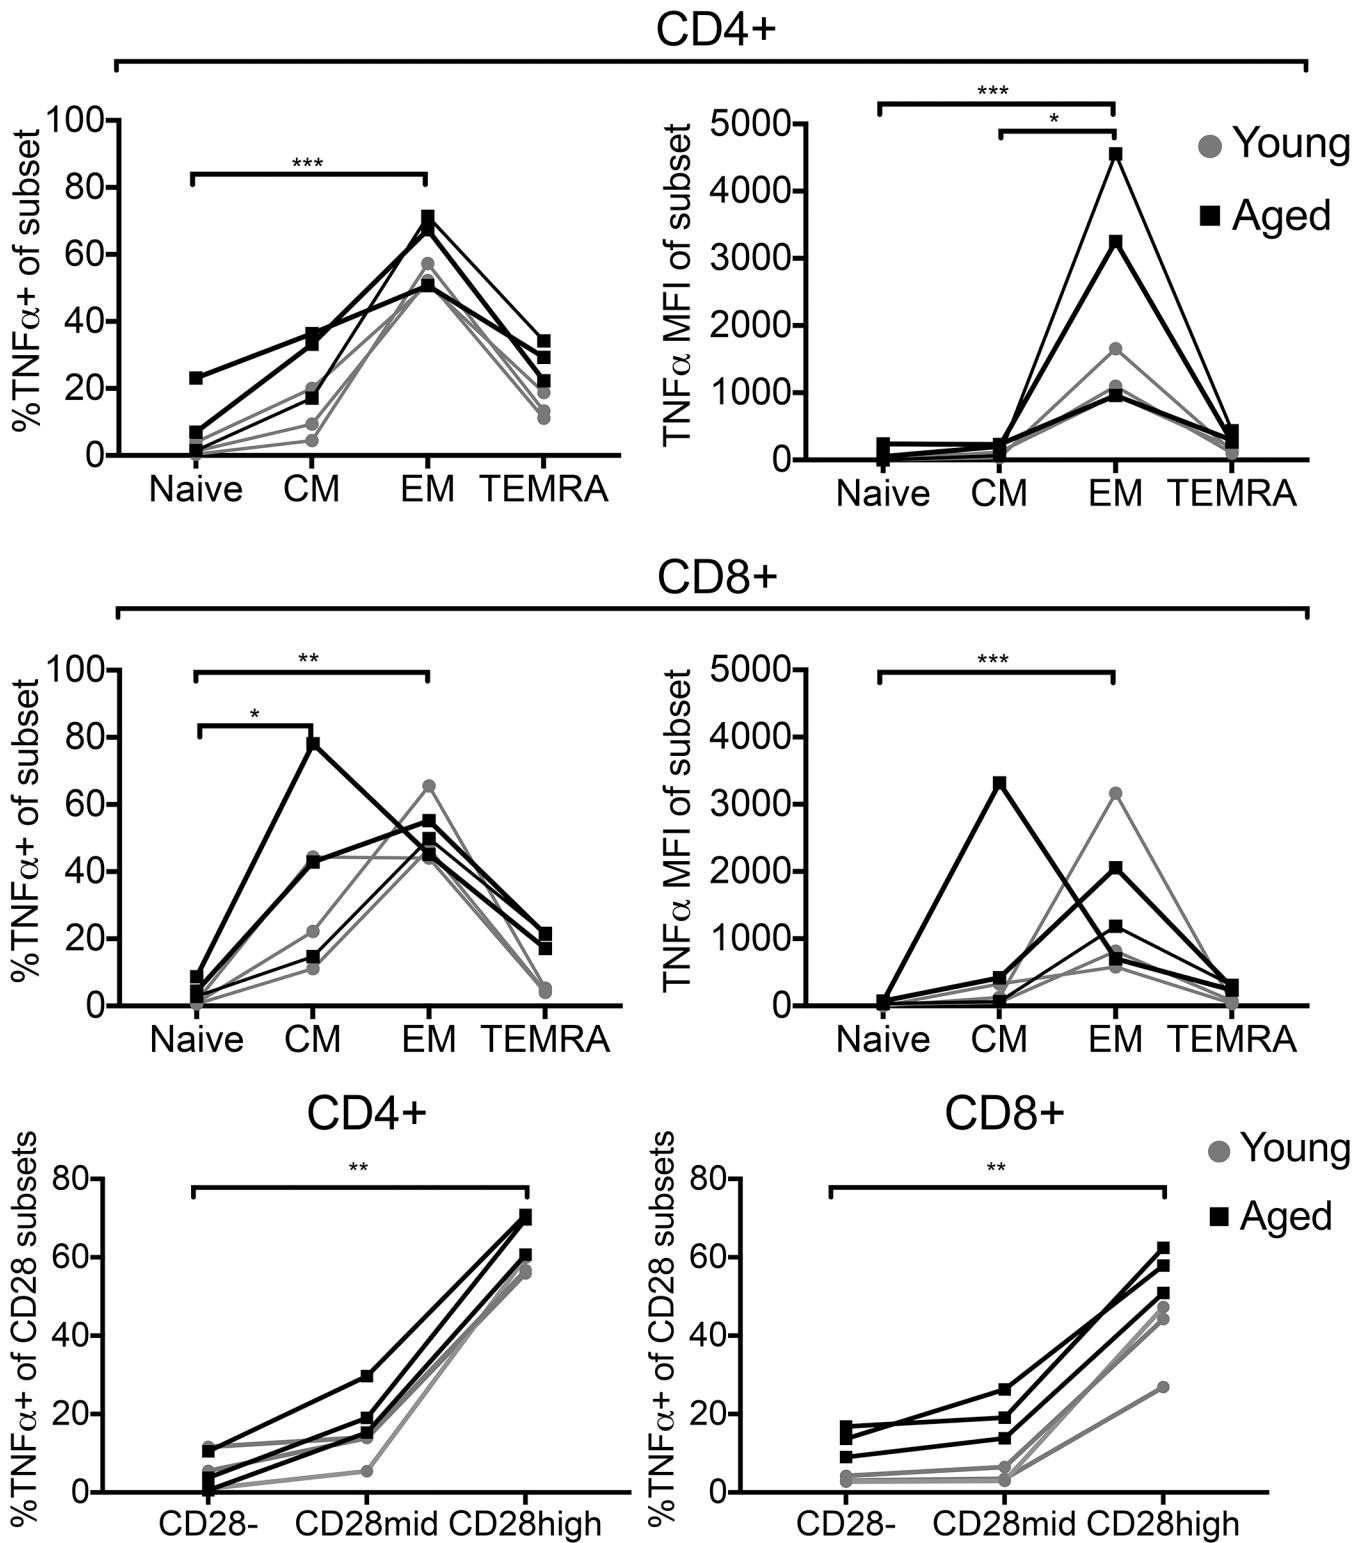 CD4+
%TNFα+ of subset
100
80
60
40
20
0
***
Naive CM EM TEMRA
TNFα MFI of subset
5000
4000
3000
2000
1000
0
***
*
Naive CM EM TEMRA
Young
Aged
CD8+
%TNFα+ of subset
100
80
60
40
20
0
**
*
Naive CM EM TEMRA
TNFα MFI of subset
5000
4000
3000
2000
1000
0
***
Naive CM EM TEMRA
CD4+
%TNFα+ of CD28 subsets
80
60
40
20
0
**
CD28- CD28mid CD28high
CD8+
%TNFα+ of CD28 subsets
80
60
40
20
0
**
CD28- CD28mid CD28high
Young
Aged